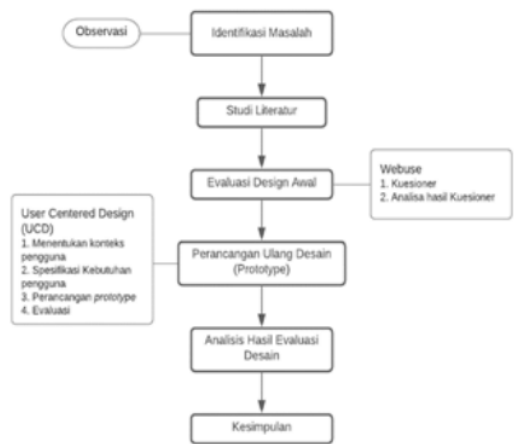 Observasi
Identifikasi Masalah
Studi Literatur
Evaluasi Design Awal
Webuse
1. Kuesioner
2. Analisa hasil Kuesioner
User Centered Design
(UCD)
1. Menentukan konteks
pengguna
2. Spesifikasi Kebutuhan
pengguna
3. Perancangan prototype
4. Evaluasi
Perancangan Ulang Desain
(Prototype)
Analisis Hasil Evaluasi
Desain
Kesimpulan